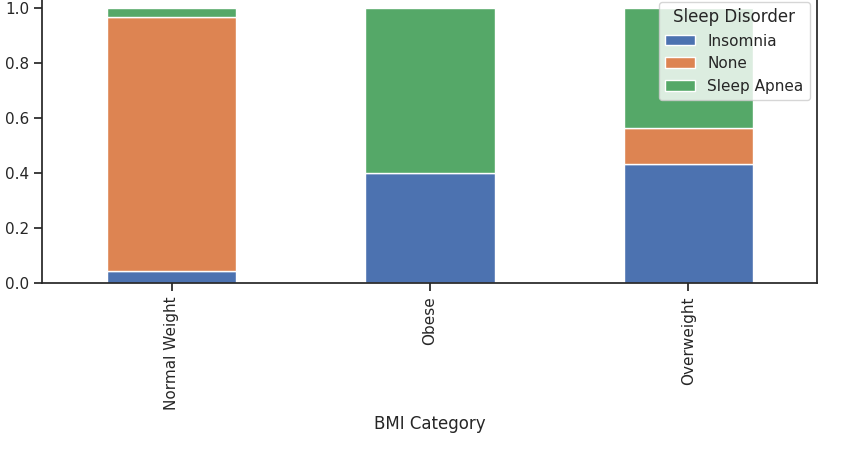 1.0
0.8
0.6
0.4
0.2
0.0
Sleep Disorder
Insomnia
None
Sleep Apnea
Normal Weight
Obese
Overweight
BMI Category